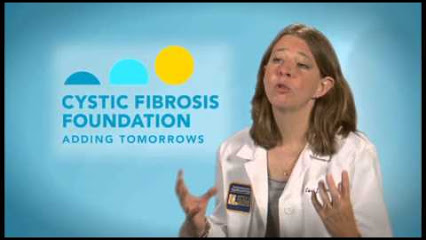 CYSTIC FIBROSIS
FOUNDATION
ADDING TOMORROWS